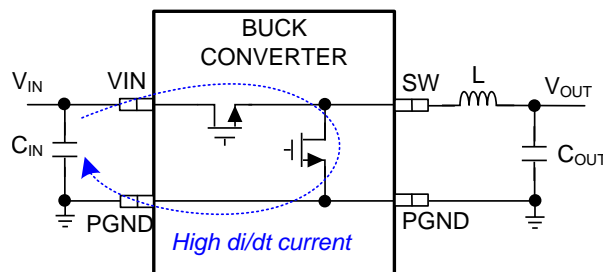 BUCK
CONVERTER
VIN
VIN
SW
L
VOUT
CIN
COUT
PGND
PGND
High di/dt current